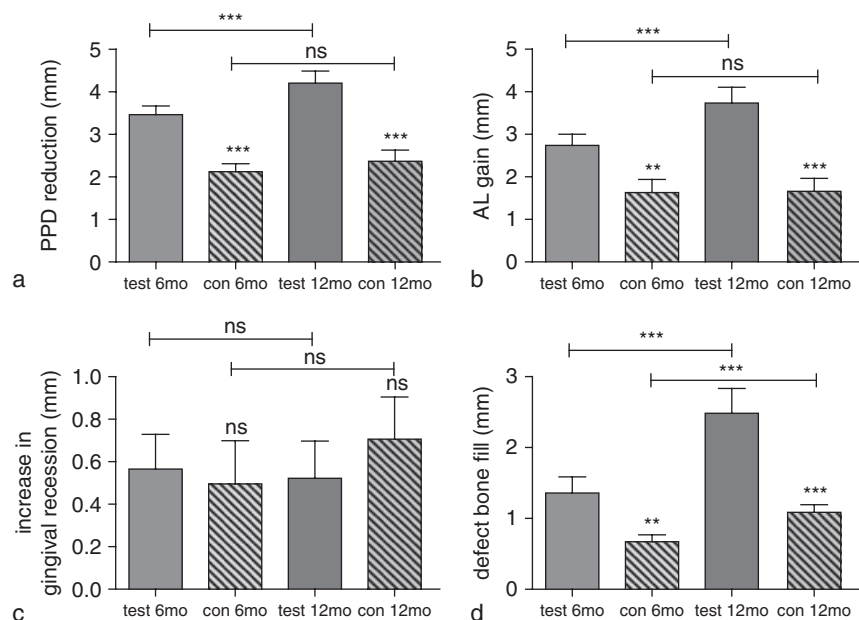 ***
ns
5
4
3
2
1
0
PPD reduction (mm)
***
***
a
test 6mo
con 6mo
test 12mo
con 12mo
***
ns
5
4
3
2
1
0
AL gain (mm)
**
***
b
test 6mo
con 6mo
test 12mo
con 12mo
ns
ns
ns
1.0
0.8
0.6
0.4
0.2
0.0
increase in
gingival recession (mm)
ns
c
test 6mo
con 6mo
test 12mo
con 12mo
***
***
3
2
1
0
defect bone fill (mm)
**
***
d
test 6mo
con 6mo
test 12mo
con 12mo